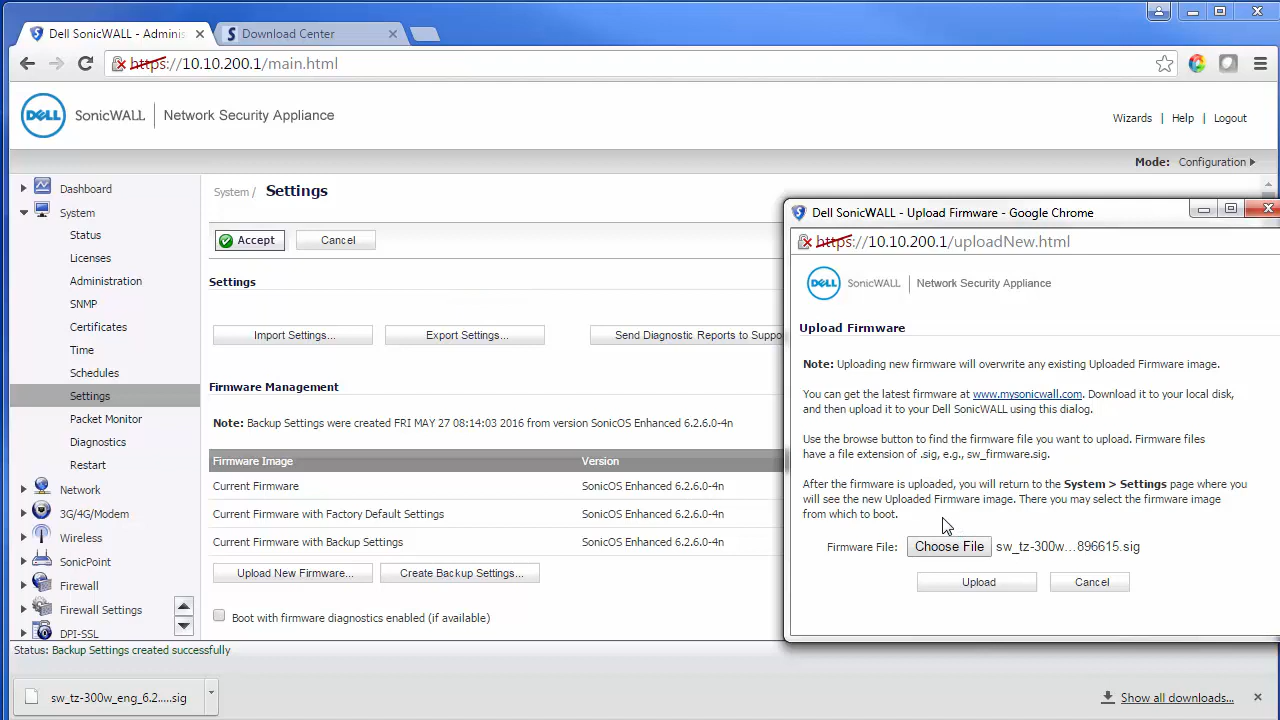 Dell SonicWALL - Adminis
Download Center
https://10.10.200.1/main.html
DELL SonicWALL | Network Security Appliance
Wizards | Help | Logout
Mode: Configuration
Dashboard
System
Status
Licenses
Administration
SNMP
Certificates
Time
Schedules
Settings
Packet Monitor
Diagnostics
Restart
Network
3G/4G/Modem
Wireless
SonicPoint
Firewall
Firewall Settings
DPI-SSL
System / Settings
Accept Cancel
Settings
Import Settings... Export Settings... Send Diagnostic Reports to Suppo
Firmware Management
Note: Backup Settings were created FRI MAY 27 08:14:03 2016 from version SonicOS Enhanced 6.2.6.0-4n
Firmware Image Version
Current Firmware SonicOS Enhanced 6.2.6.0-4n
Current Firmware with Factory Default Settings SonicOS Enhanced 6.2.6.0-4n
Current Firmware with Backup Settings SonicOS Enhanced 6.2.6.0-4n
Upload New Firmware... Create Backup Settings...
Boot with firmware diagnostics enabled (if available)
Dell SonicWALL - Upload Firmware - Google Chrome
https://10.10.200.1/uploadNew.html
DELL SonicWALL | Network Security Appliance
Upload Firmware
Note: Uploading new firmware will overwrite any existing Uploaded Firmware image.
You can get the latest firmware at www.mysonicwall.com. Download it to your local disk,
and then upload it to your Dell SonicWALL using this dialog.
Use the browse button to find the firmware file you want to upload. Firmware files
have a file extension of .sig, e.g., sw_firmware.sig.
After the firmware is uploaded, you will return to the System > Settings page where you
will see the new Uploaded Firmware image. There you may select the firmware image
from which to boot.
Firmware File: Choose File sw_tz-300w...896615.sig
Upload Cancel
Status: Backup Settings created successfully
sw_tz-300w_eng_6.2.....sig
Show all downloads...